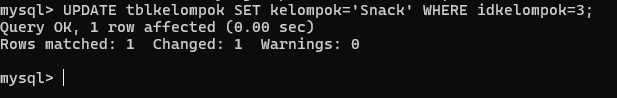 mysql> UPDATE tblkelompok SET kelompok='Snack' WHERE idkelompok=3;
Query OK, 1 row affected (0.00 sec)
Rows matched: 1  Changed: 1  Warnings: 0
mysql>